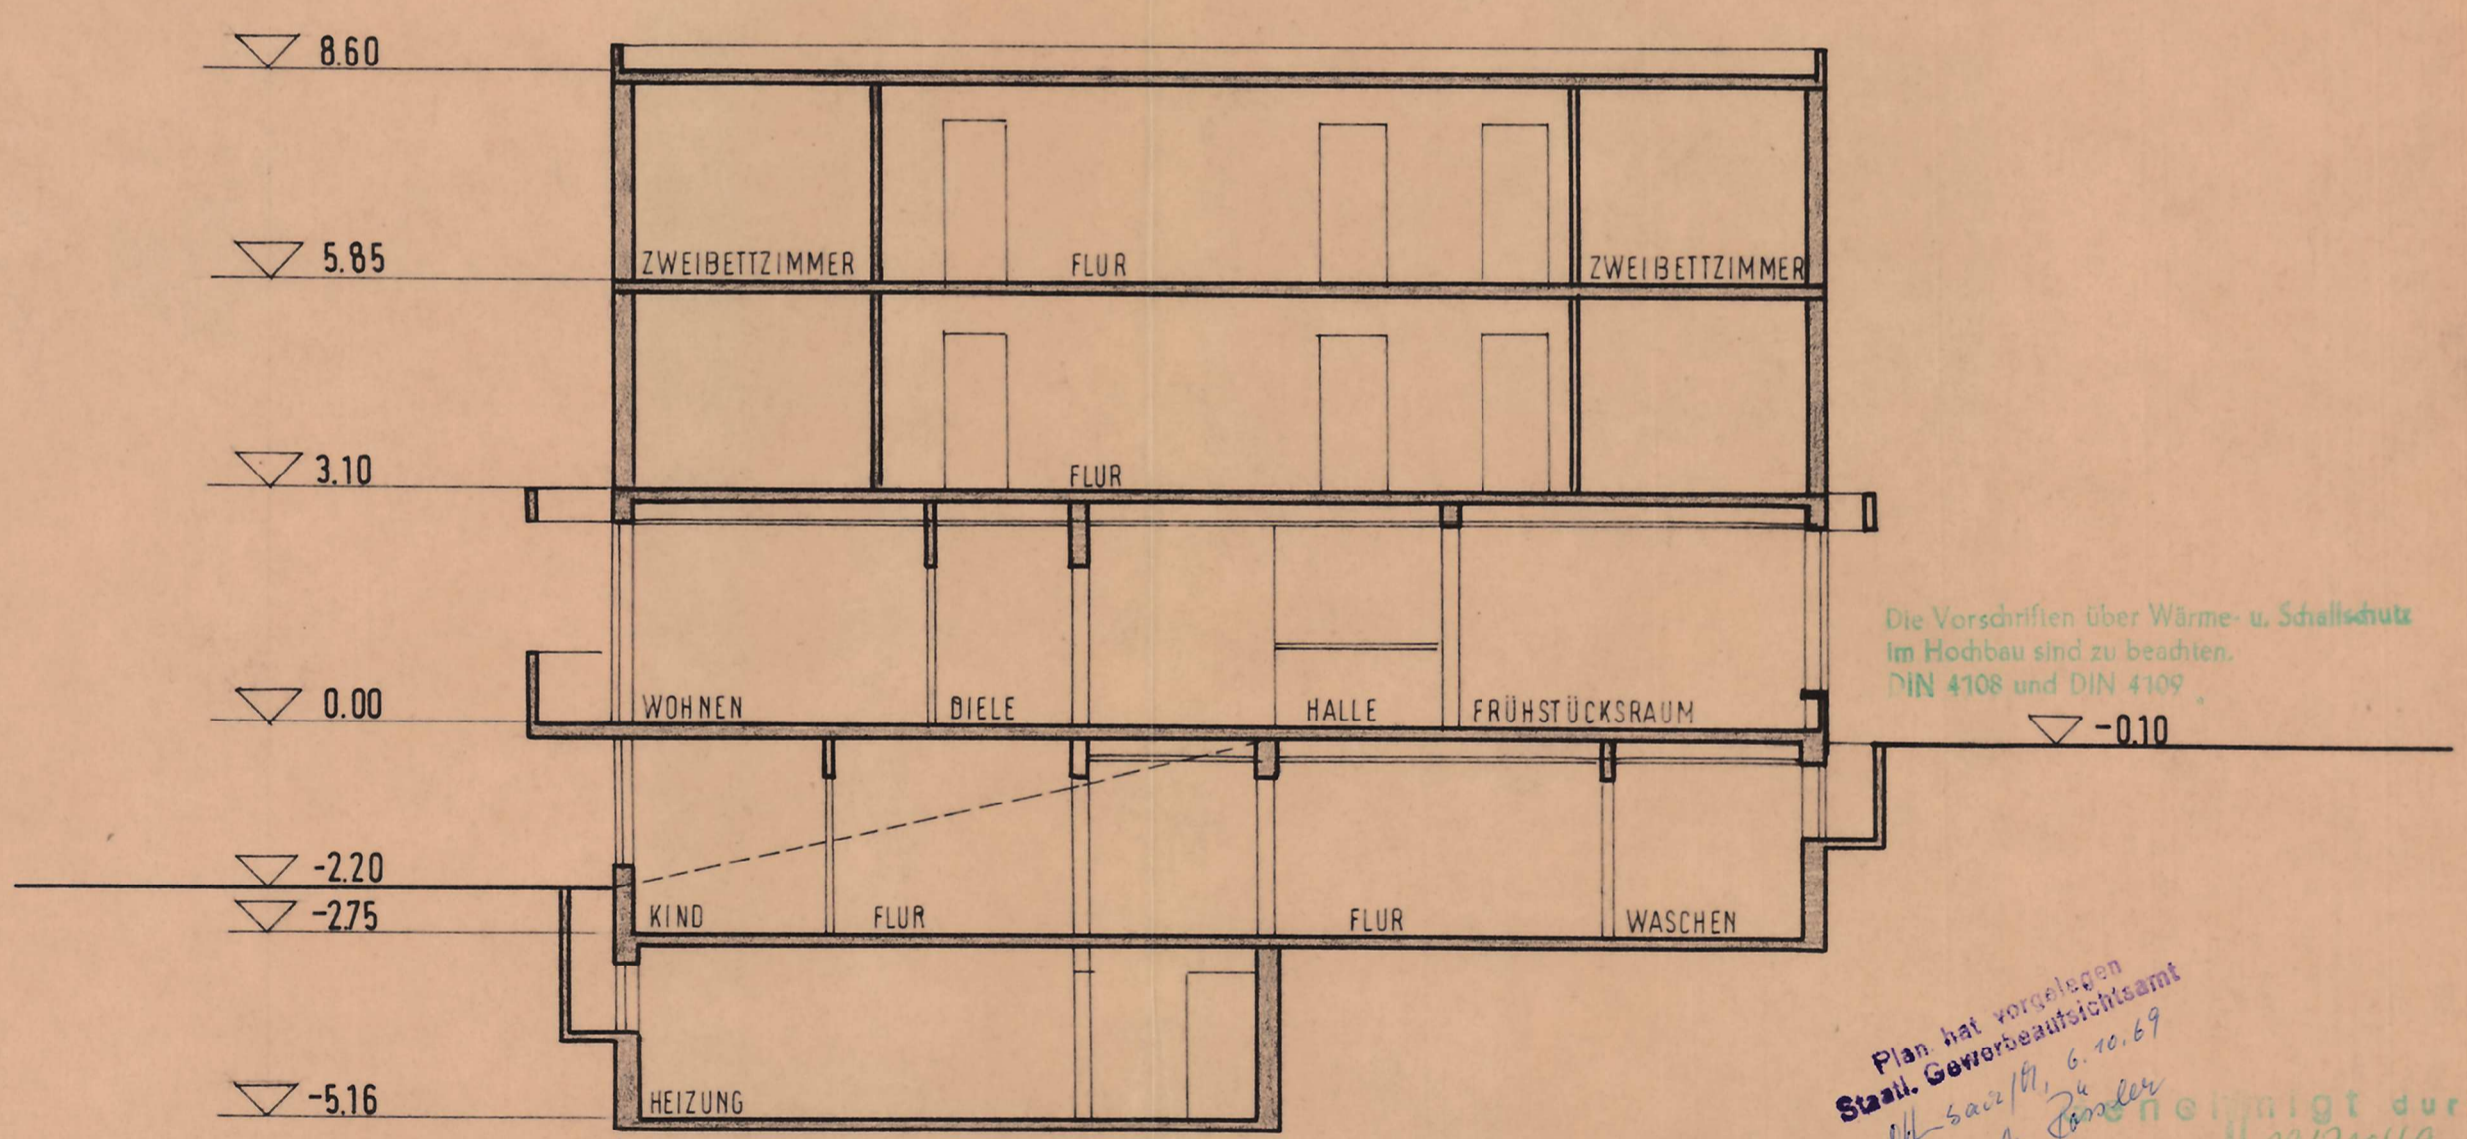 8.60
5.85
ZWEIBETTZIMMER
FLUR
ZWEIBETTZIMMER
3.10
FLUR
Die Vorschriften über Wärme- u. Schallschutz
im Hochbau sind zu beachten.
DIN 4108 und DIN 4109
0.00
WOHNEN
DIELE
HALLE
FRÜHSTÜCKSRAUM
-0.10
-2.20
-2.75
KIND
FLUR
FLUR
WASCHEN
Plan hat vorgelegen
Staatl. Gewerbeaufsichtsamt
6.10.69
-5.16
HEIZUNG